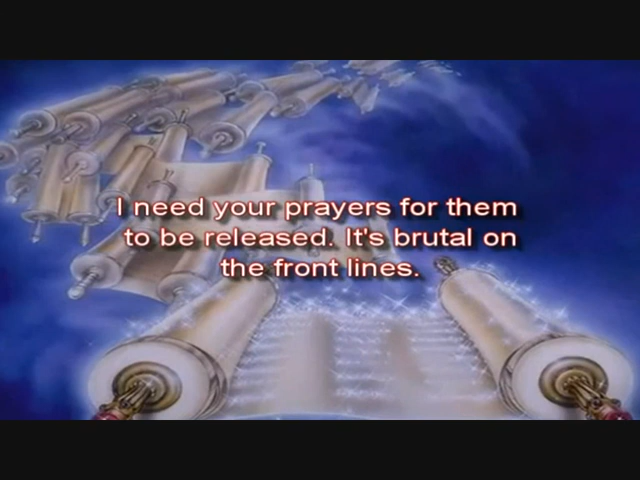 I need your prayers for them
to be released. It's brutal on
the front lines.